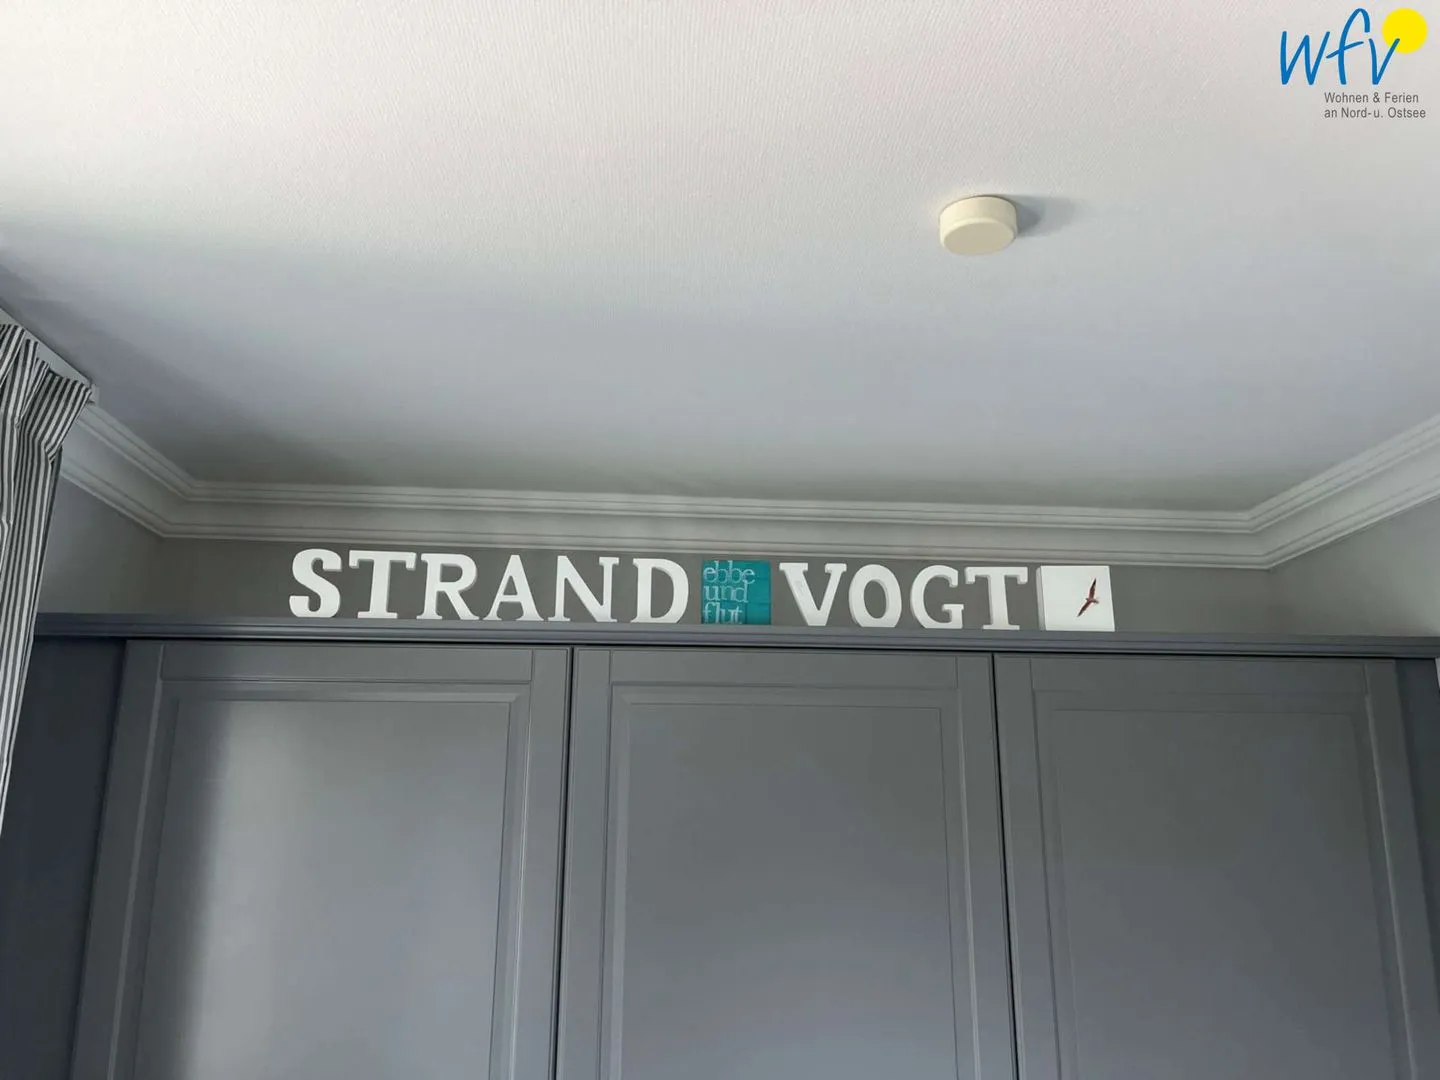 wfv
Wohnen & Ferien
an Nord- u. Ostsee
STRAND VOGT
ebbe
und
flut